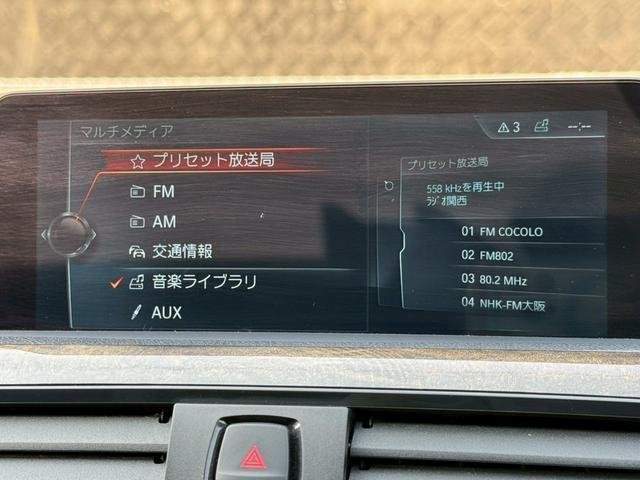 マルチメディア
3 --:--
プリセット放送局
FM
AM
交通情報
音楽ライブラリ
AUX
プリセット放送局
558 kHzを再生中
ラジオ関西
01 FM COCOLO
02 FM802
03 80.2 MHz
04 NHK-FM大阪